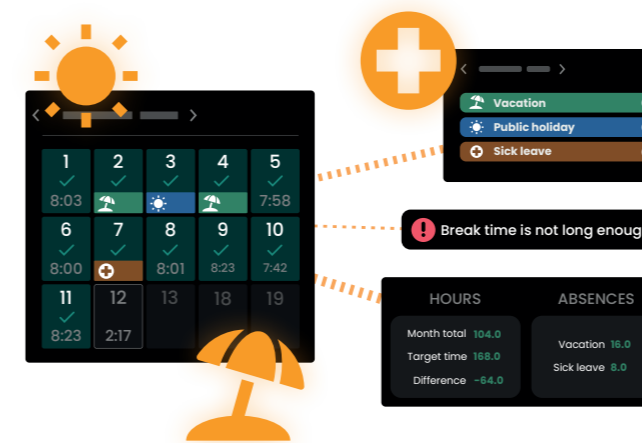 1 2 3 4 5
8:03 7:58
6 7 8 9 10
8:00 8:01 8:23 7:42
11 12 13 18 19
8:23 2:17
Vacation
Public holiday
Sick leave
Break time is not long enoug
HOURS
Month total 104.0
Target time 168.0
Difference -64.0
ABSENCES
Vacation 16.0
Sick leave 8.0